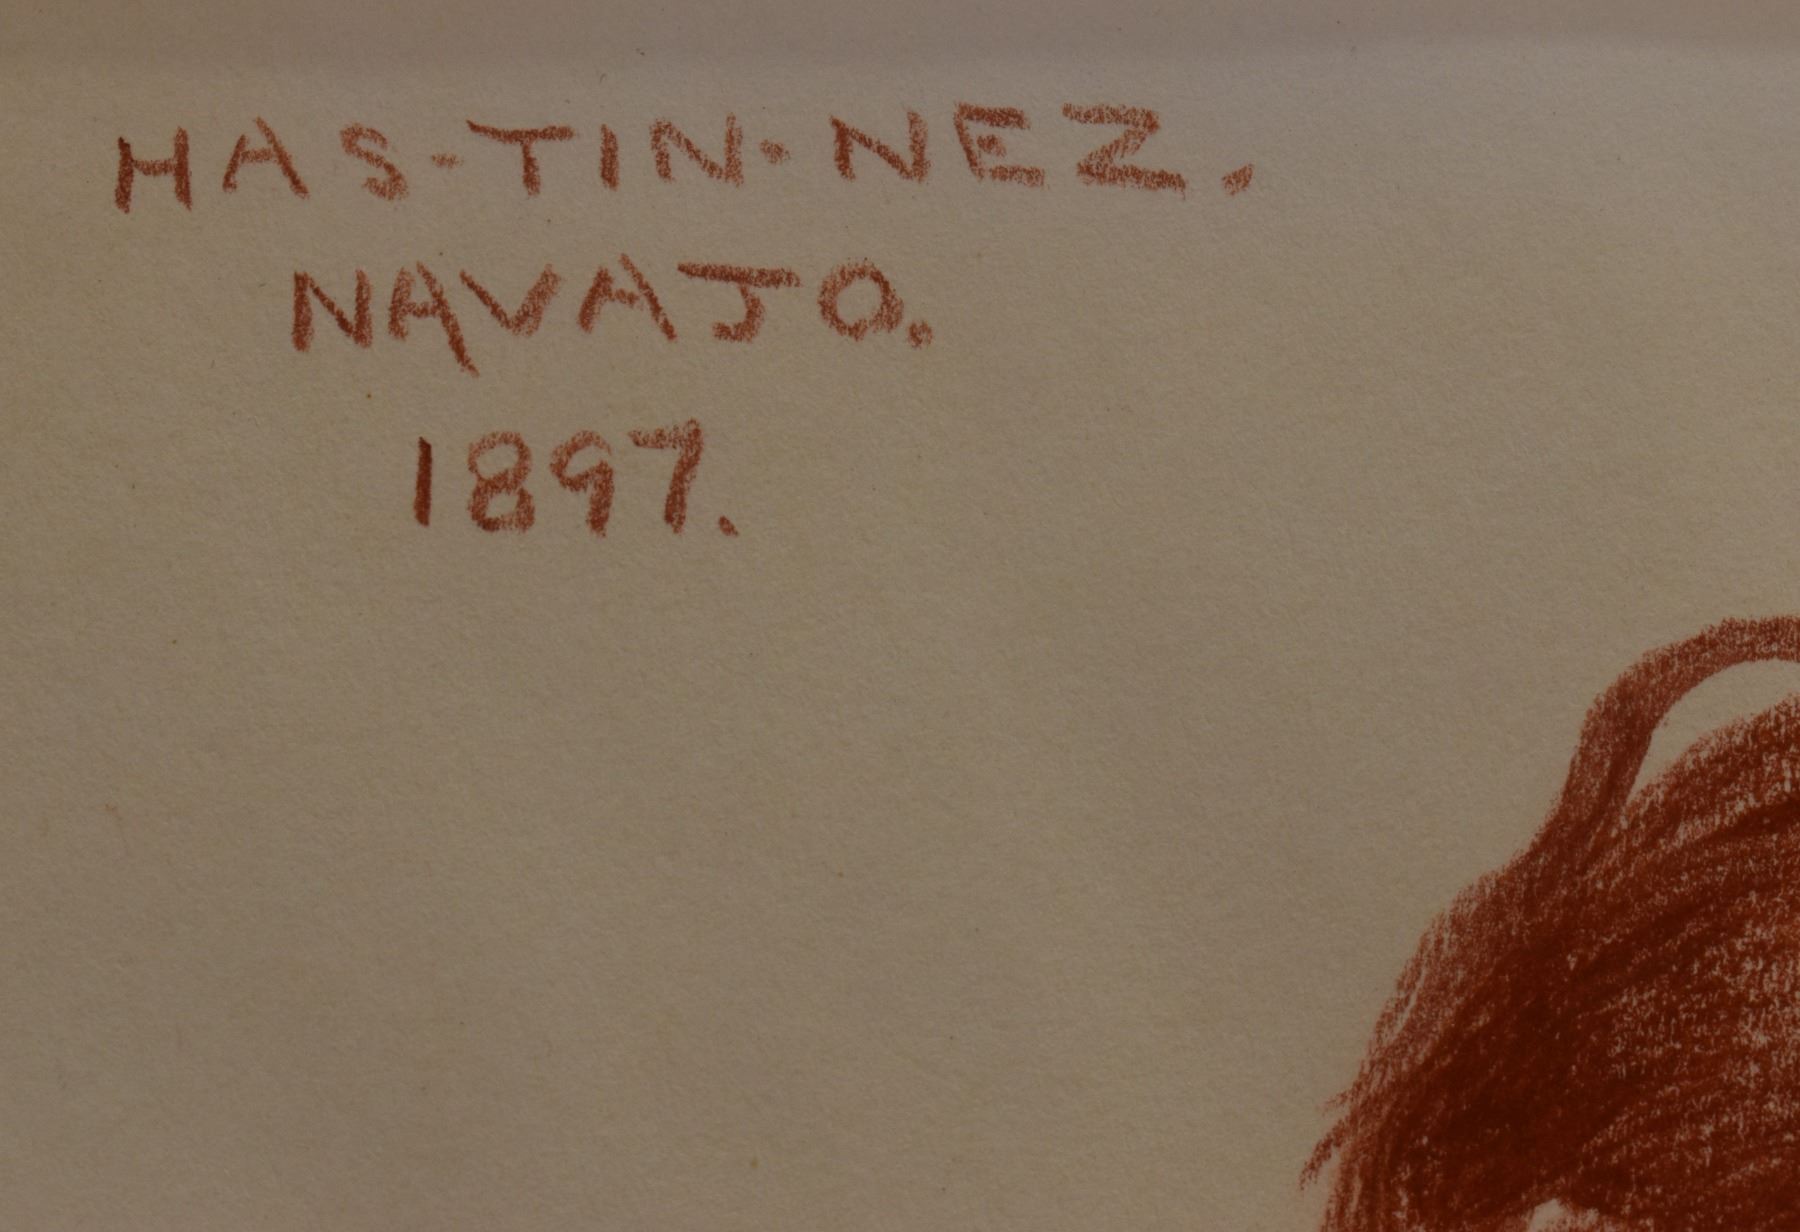 HAS-TIN-NEZ.
NAVAJO.
1897.